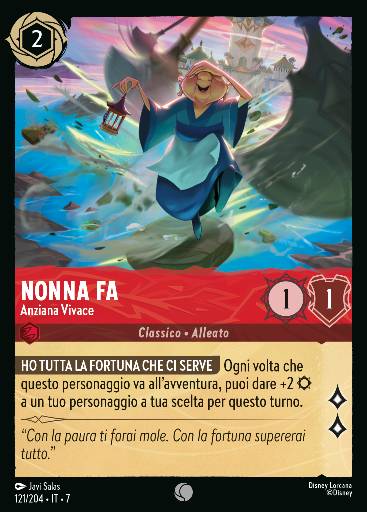 2
NONNA FA
Anziana Vivace
1
1
Classico • Alleato
HO TUTTA LA FORTUNA CHE CI SERVE Ogni volta che
questo personaggio va all'avventura, puoi dare +2
a un tuo personaggio a tua scelta per questo turno.
“Con la paura ti farai male. Con la fortuna supererai
tutto.”
Javi Salas
121/204 • IT • 7
Disney Lorcana
©Disney